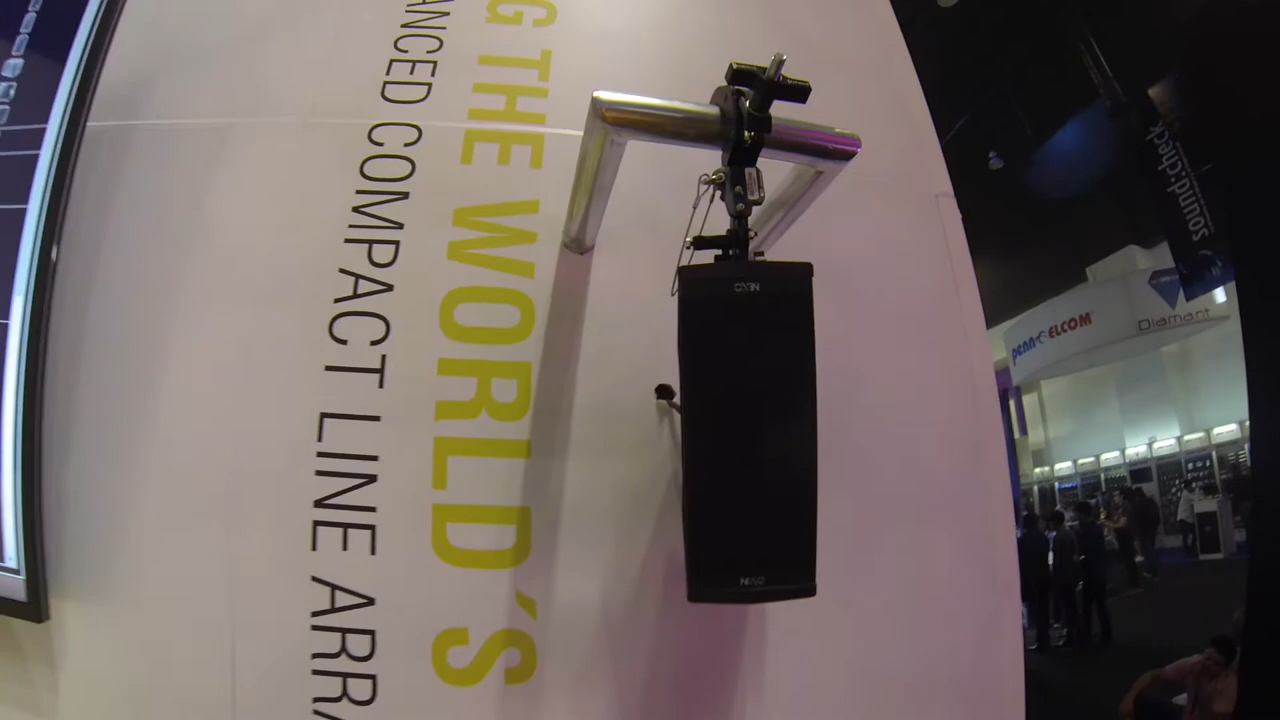 G THE WORLD'S
ANCED COMPACT LINE ARRA
NEXO
NEXO
sound:check
PENN ELCOM
Diamant